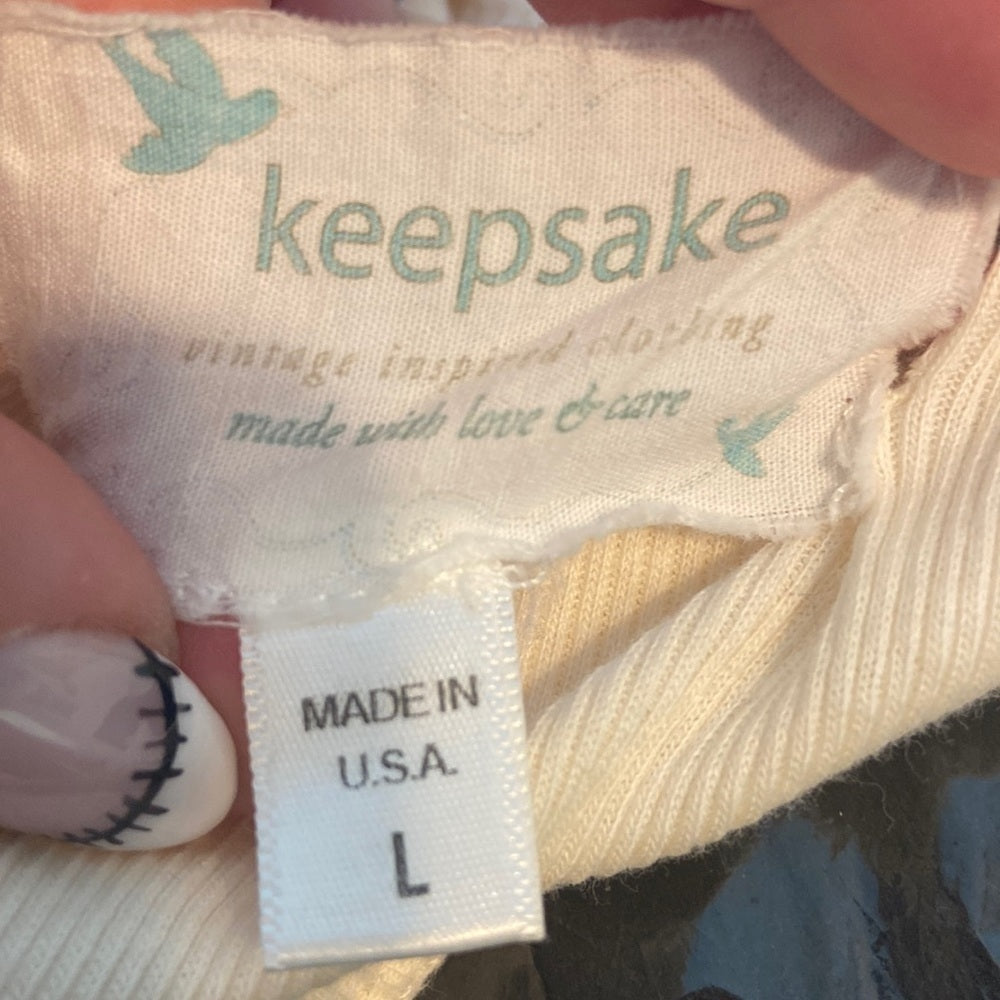 keepsake
vintage inspired clothing
made with love & care
MADE IN
U.S.A.
L